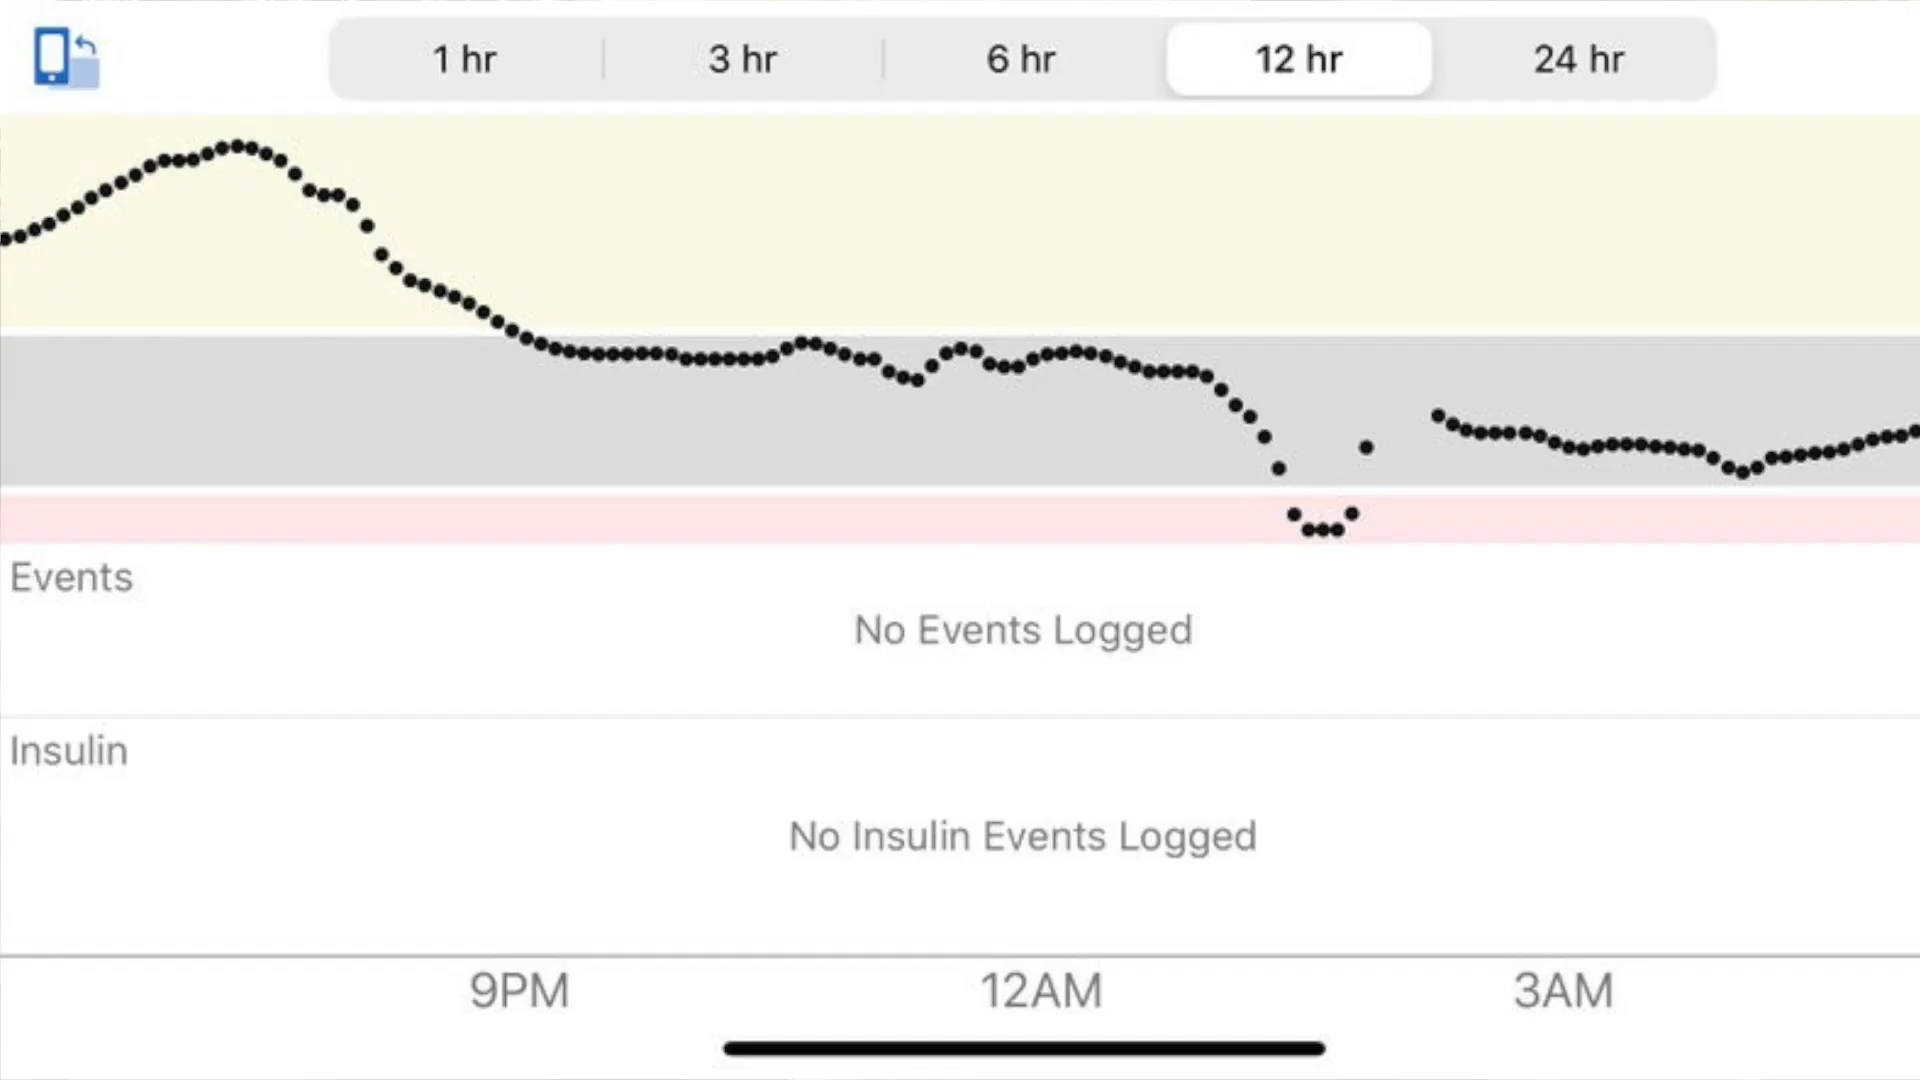 1 hr 3 hr 6 hr 12 hr 24 hr
Events
No Events Logged
Insulin
No Insulin Events Logged
9PM 12AM 3AM